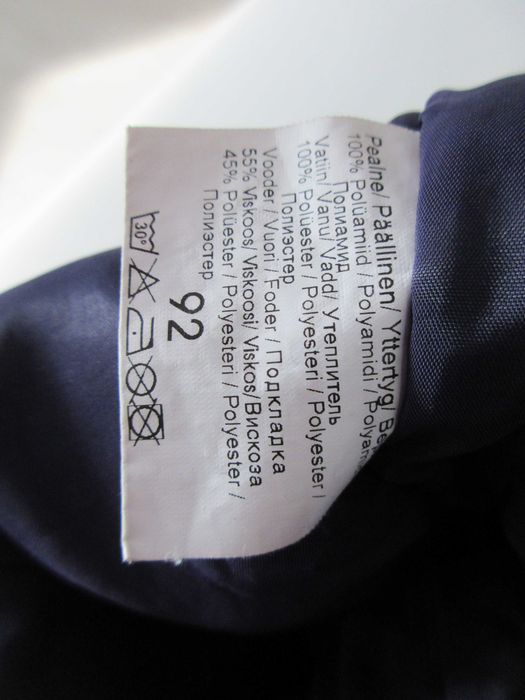 Pealne/ Päällinen/ Yttertyg/
100% Polüamiid / Polyamidi /
Полиамид
Vatiin/ Vanu/ Vadd/ Утеплитель
100% Polüester / Polyesteri / Polyester /
Полиэстер
Vooder / Vuori / Foder / Подкладка
55% Viskoos/ Viskoosi/ Viskos/Вискоза
45% Polüester / Polyesteri / Polyester /
Полиэстер
92
30°